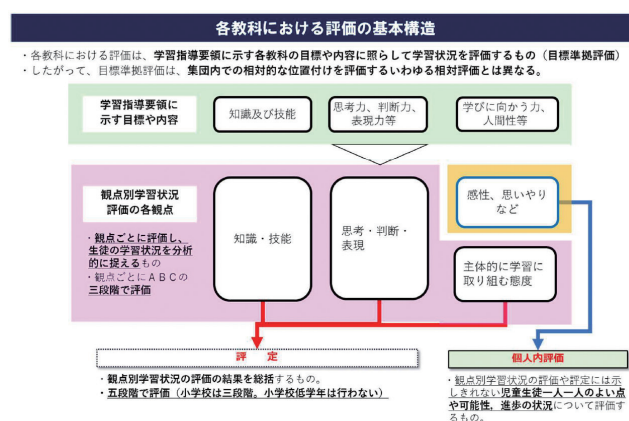 各教科における評価の基本構造
・各教科における評価は、学習指導要領に示す各教科の目標や内容に照らして学習状況を評価するもの（目標準拠評価）
・したがって、目標準拠評価は、集団内での相対的な位置付けを評価するいわゆる相対評価とは異なる。
学習指導要領に
示す目標や内容
知識及び技能
思考力、判断力、
表現力等
学びに向かう力、
人間性等
観点別学習状況
評価の各観点
・観点ごとに評価し、
生徒の学習状況を分析
的に捉えるもの
・観点ごとにＡＢＣの
三段階で評価
知識・技能
思考・判断・
表現
感性、思いやり
など
主体的に学習に
取り組む態度
評　定
・観点別学習状況の評価の結果を総括するもの。
・五段階で評価（小学校は三段階。小学校低学年は行わない）
個人内評価
・観点別学習状況の評価や評定には示
しきれない児童生徒一人一人のよい点
や可能性，進歩の状況について評価す
るもの。